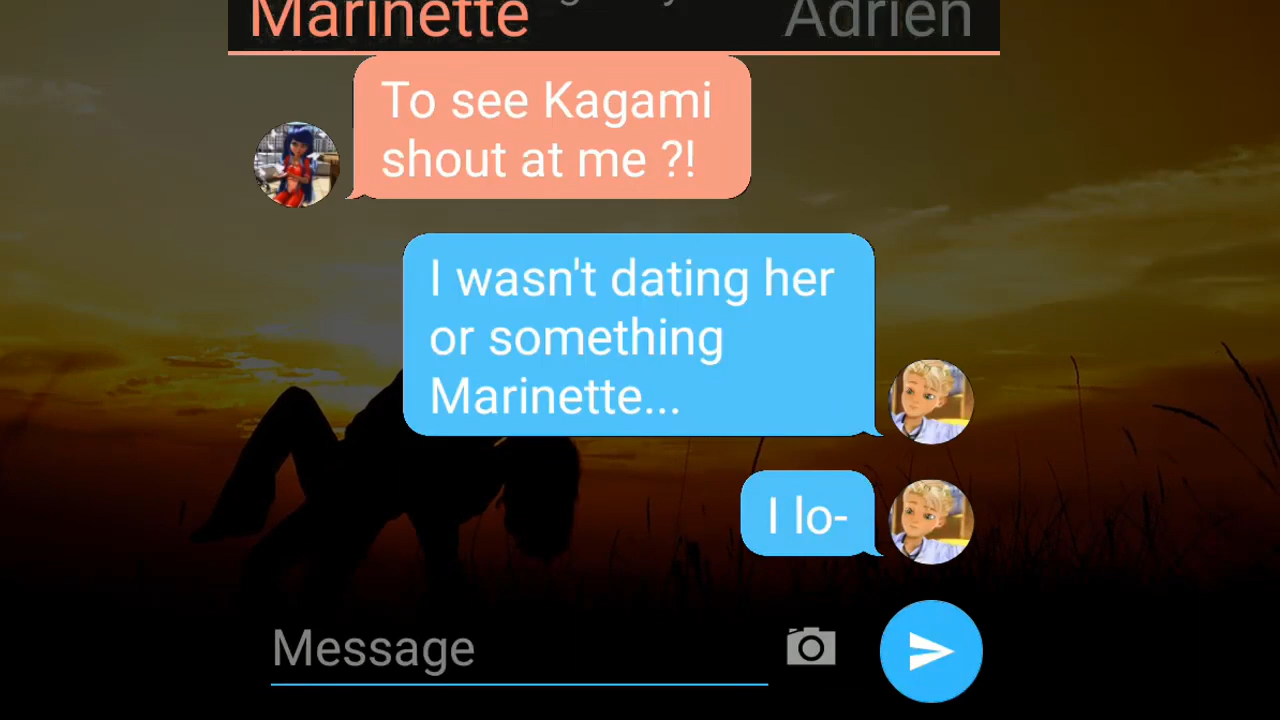 Marinette Adrien
To see Kagami
shout at me ?!
I wasn't dating her
or something
Marinette...
I lo-
Message